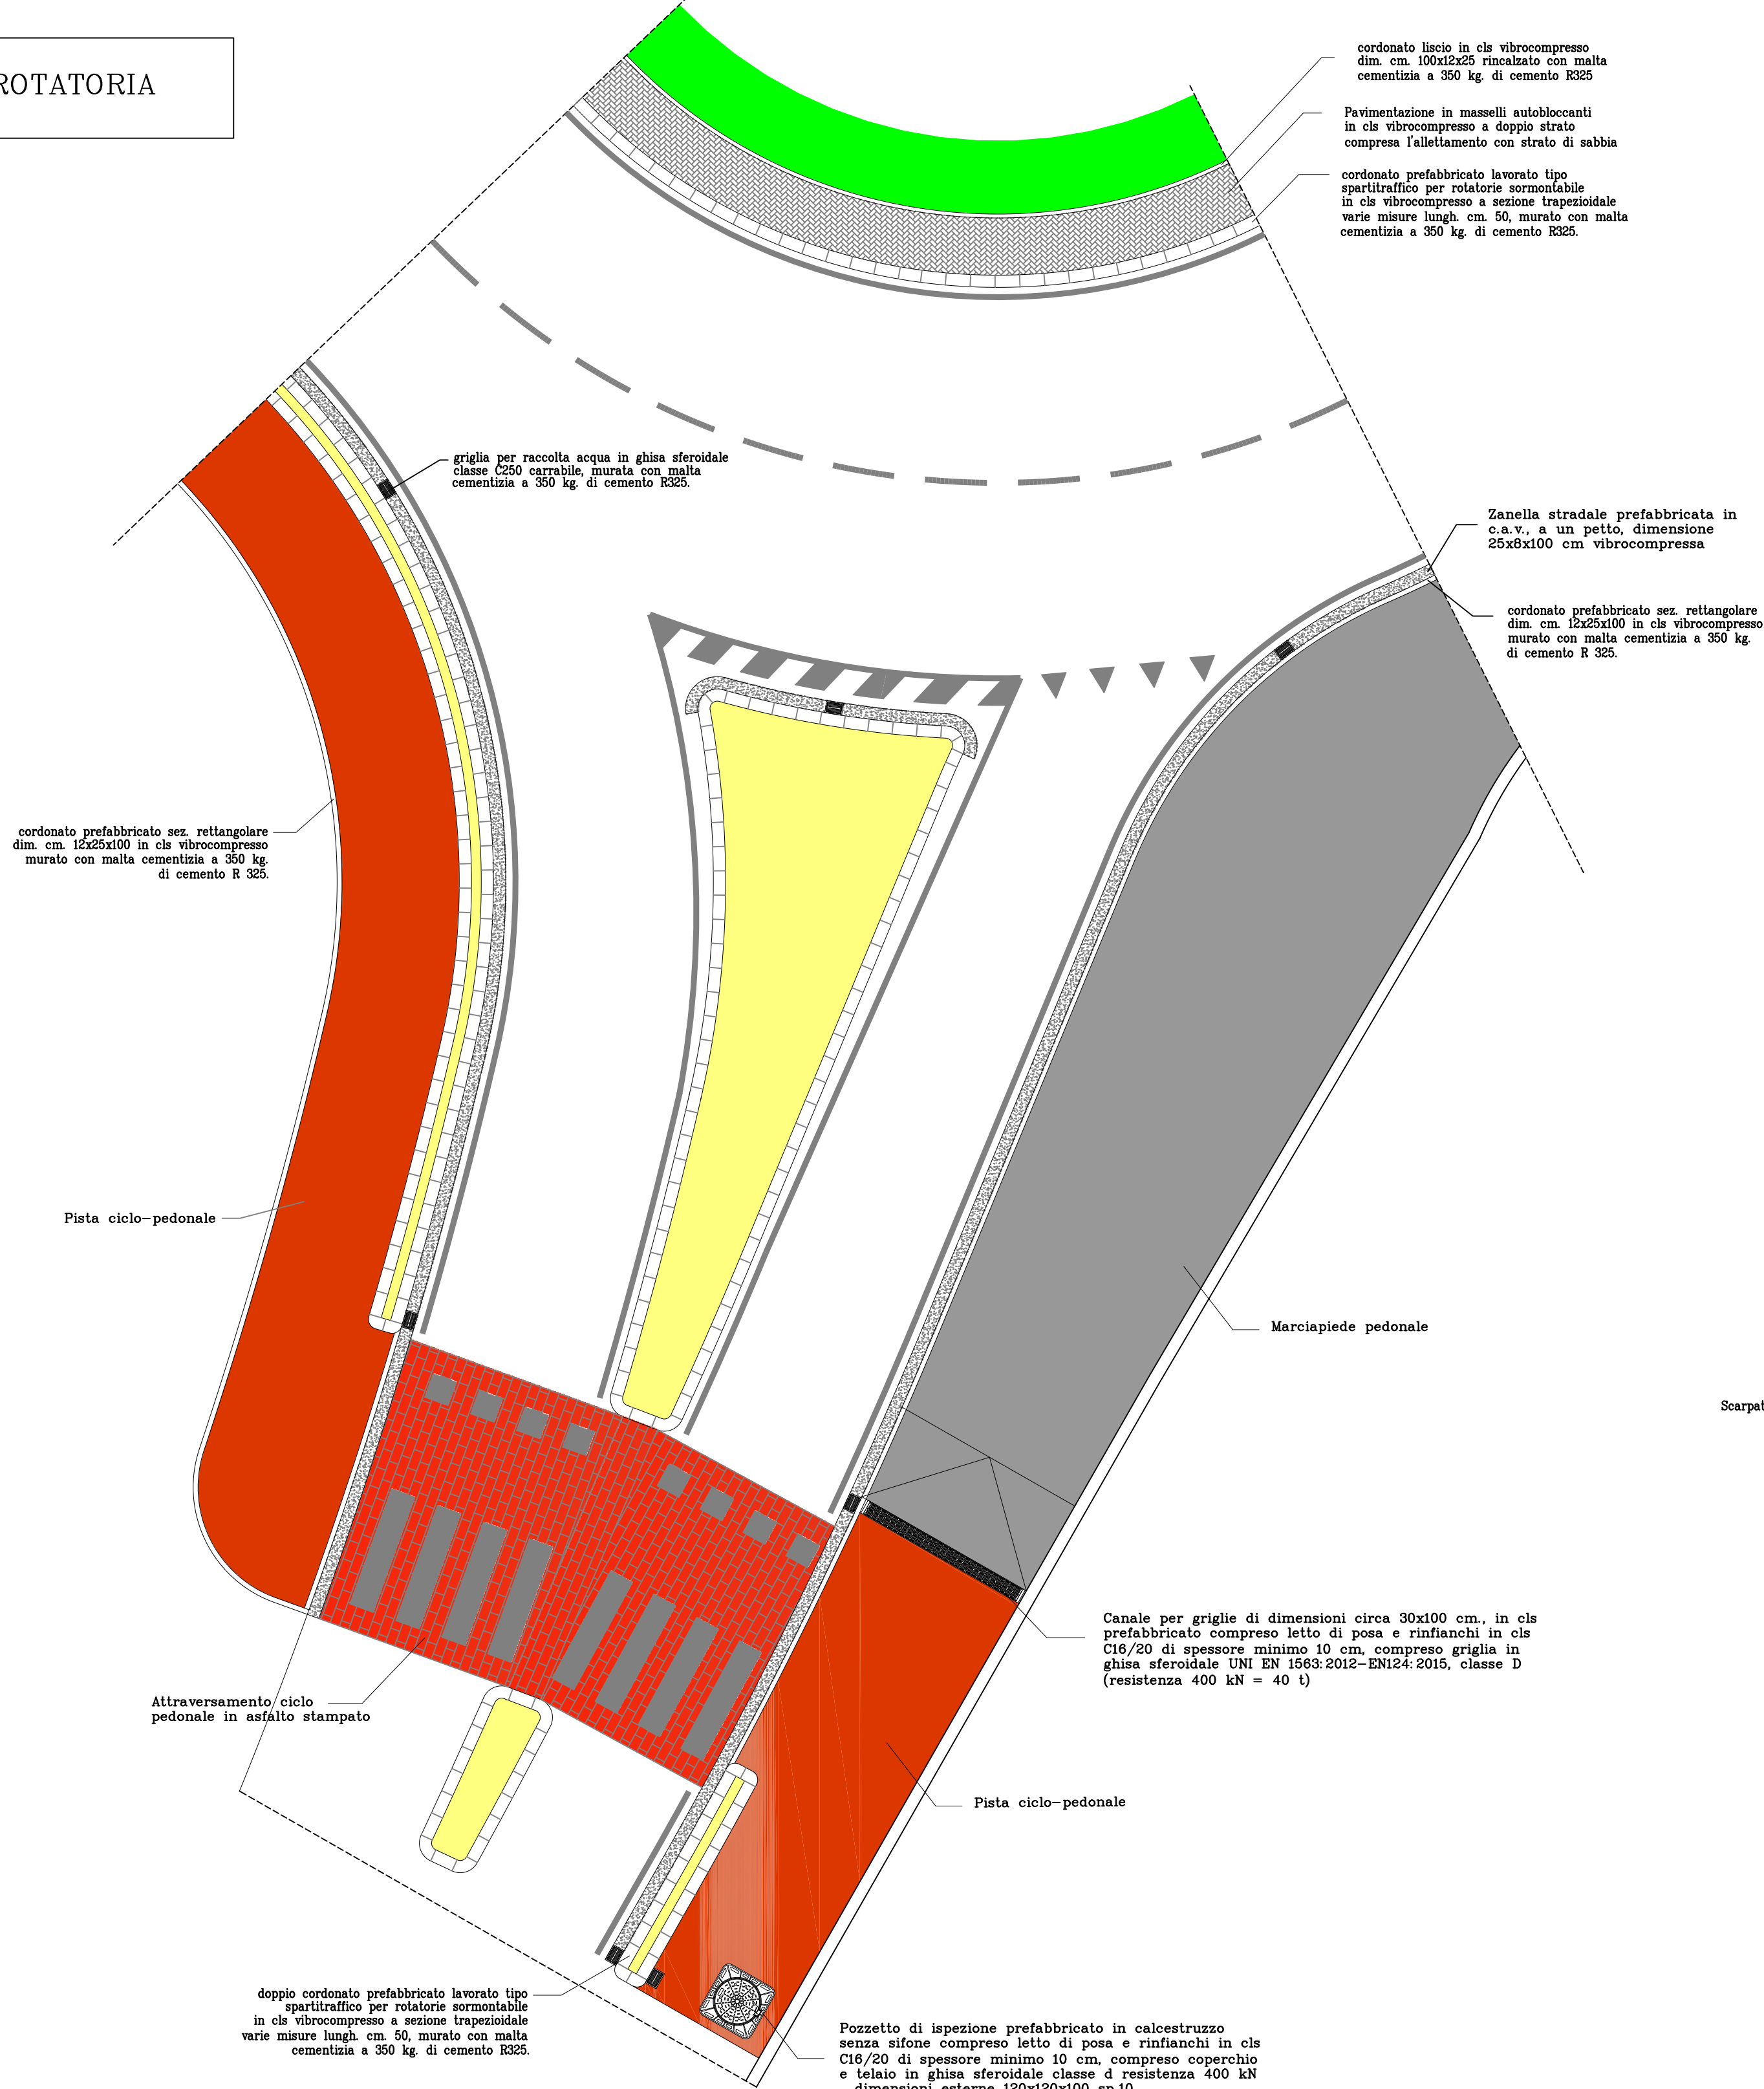 ROTATORIA
cordonato liscio in cls vibrocompresso
dim. cm. 100x12x25 rincalzato con malta
cementizia a 350 kg. di cemento R325
Pavimentazione in masselli autobloccanti
in cls vibrocompresso a doppio strato
compresa l'allettamento con strato di sabbia
cordonato prefabbricato lavorato tipo
spartitraffico per rotatorie sormontabile
in cls vibrocompresso a sezione trapezioidale
varie misure lungh. cm. 50, murato con malta
cementizia a 350 kg. di cemento R325.
griglia per raccolta acqua in ghisa sferoidale
classe C250 carrabile, murata con malta
cementizia a 350 kg. di cemento R325.
Zanella stradale prefabbricata in
c.a.v., a un petto, dimensione
25x8x100 cm vibrocompressa
cordonato prefabbricato sez. rettangolare
dim. cm. 12x25x100 in cls vibrocompresso
murato con malta cementizia a 350 kg.
di cemento R 325.
cordonato prefabbricato sez. rettangolare
dim. cm. 12x25x100 in cls vibrocompresso
murato con malta cementizia a 350 kg.
di cemento R 325.
Pista ciclo-pedonale
Marciapiede pedonale
Scarpat
Canale per griglie di dimensioni circa 30x100 cm., in cls
prefabbricato compreso letto di posa e rinfianchi in cls
C16/20 di spessore minimo 10 cm, compreso griglia in
ghisa sferoidale UNI EN 1563:2012-EN124:2015, classe D
(resistenza 400 kN = 40 t)
Attraversamento ciclo
pedonale in asfalto stampato
Pista ciclo-pedonale
doppio cordonato prefabbricato lavorato tipo
spartitraffico per rotatorie sormontabile
in cls vibrocompresso a sezione trapezioidale
varie misure lungh. cm. 50, murato con malta
cementizia a 350 kg. di cemento R325.
Pozzetto di ispezione prefabbricato in calcestruzzo
senza sifone compreso letto di posa e rinfianchi in cls
C16/20 di spessore minimo 10 cm, compreso coperchio
e telaio in ghisa sferoidale classe d resistenza 400 kN
dimensioni esterne 120x120x100 sp.10